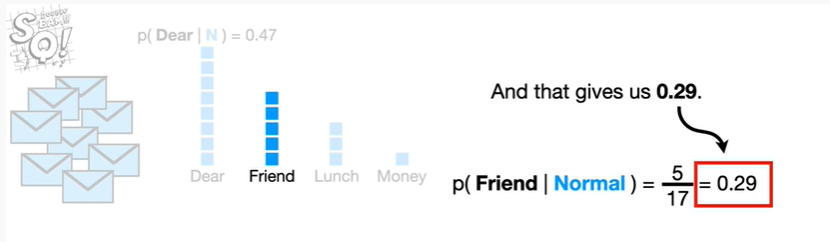 SQ!
p( Dear | N ) = 0.47
And that gives us 0.29.
Dear Friend Lunch Money
p( Friend | Normal ) = 5/17 = 0.29